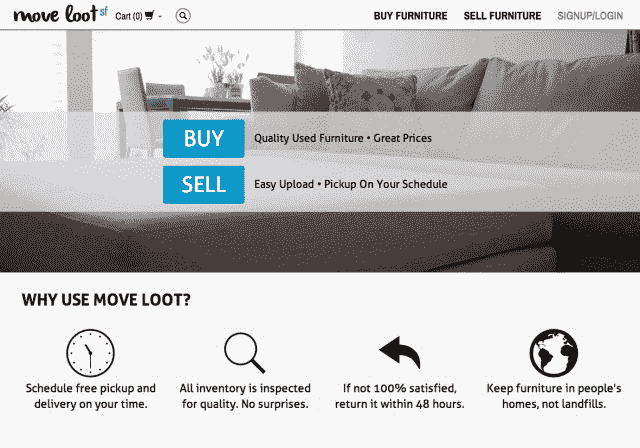 move loot sf Cart (0) BUY FURNITURE SELL FURNITURE SIGNUP/LOGIN
BUY Quality Used Furniture • Great Prices
SELL Easy Upload • Pickup On Your Schedule
WHY USE MOVE LOOT?
Schedule free pickup and
delivery on your time.
All inventory is inspected
for quality. No surprises.
If not 100% satisfied,
return it within 48 hours.
Keep furniture in people's
homes, not landfills.